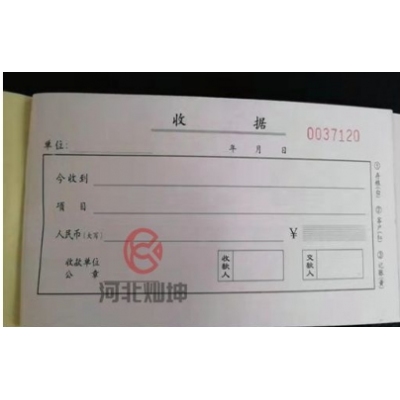 收 据
0037120
单位: 年 月 日
今收到
项 目
人民币(大写) ¥
收款单位
公 章
收款人
交款人
河北灿坤